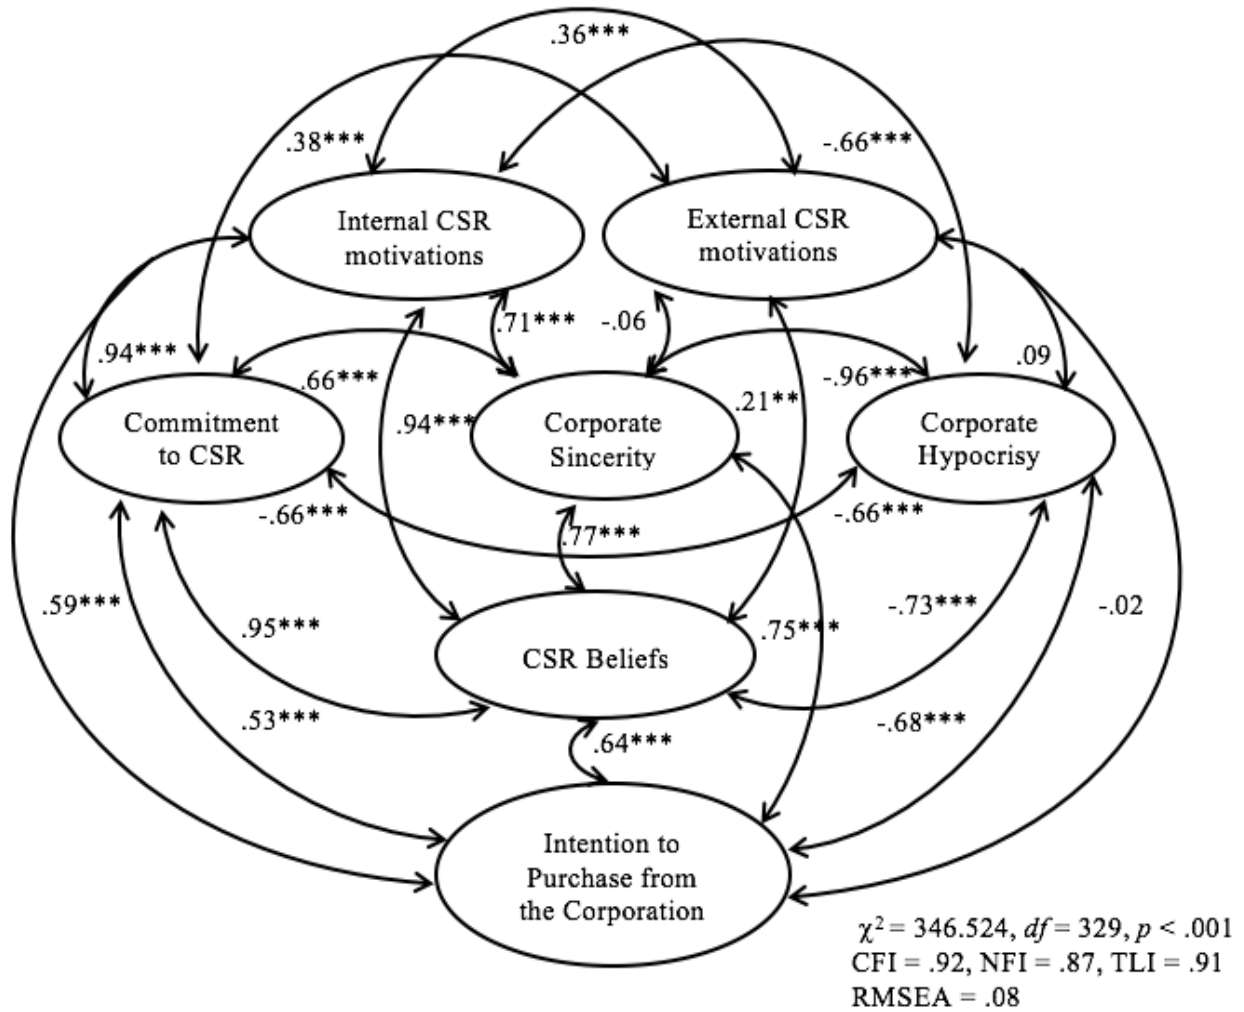 .36***
.38***
-.66***
Internal CSR
motivations
External CSR
motivations
.71***
-.06
.94***
.66***
-.96***
.09
.94***
.21**
Commitment
to CSR
Corporate
Sincerity
Corporate
Hypocrisy
-.66***
-.66***
.77***
.59***
.95***
.75***
-.73***
-.02
CSR Beliefs
.53***
.64***
-.68***
Intention to
Purchase from
the Corporation
χ² = 346.524, df = 329, p < .001
CFI = .92, NFI = .87, TLI = .91
RMSEA = .08